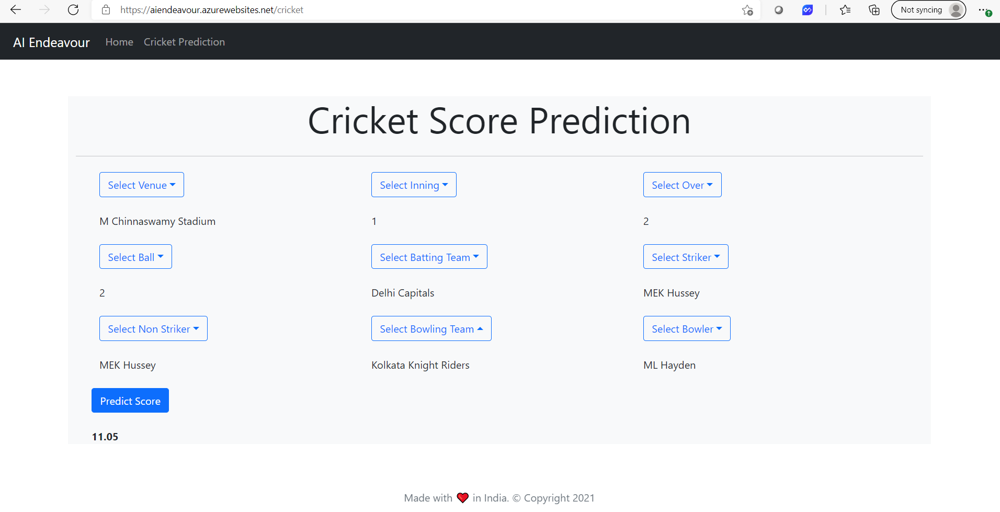 https://aiendeavour.azurewebsites.net/cricket
Not syncing
AI Endeavour Home Cricket Prediction
Cricket Score Prediction
Select Venue Select Inning Select Over
M Chinnaswamy Stadium 1 2
Select Ball Select Batting Team Select Striker
2 Delhi Capitals MEK Hussey
Select Non Striker Select Bowling Team Select Bowler
MEK Hussey Kolkata Knight Riders ML Hayden
Predict Score
11.05
Made with ❤ in India. © Copyright 2021